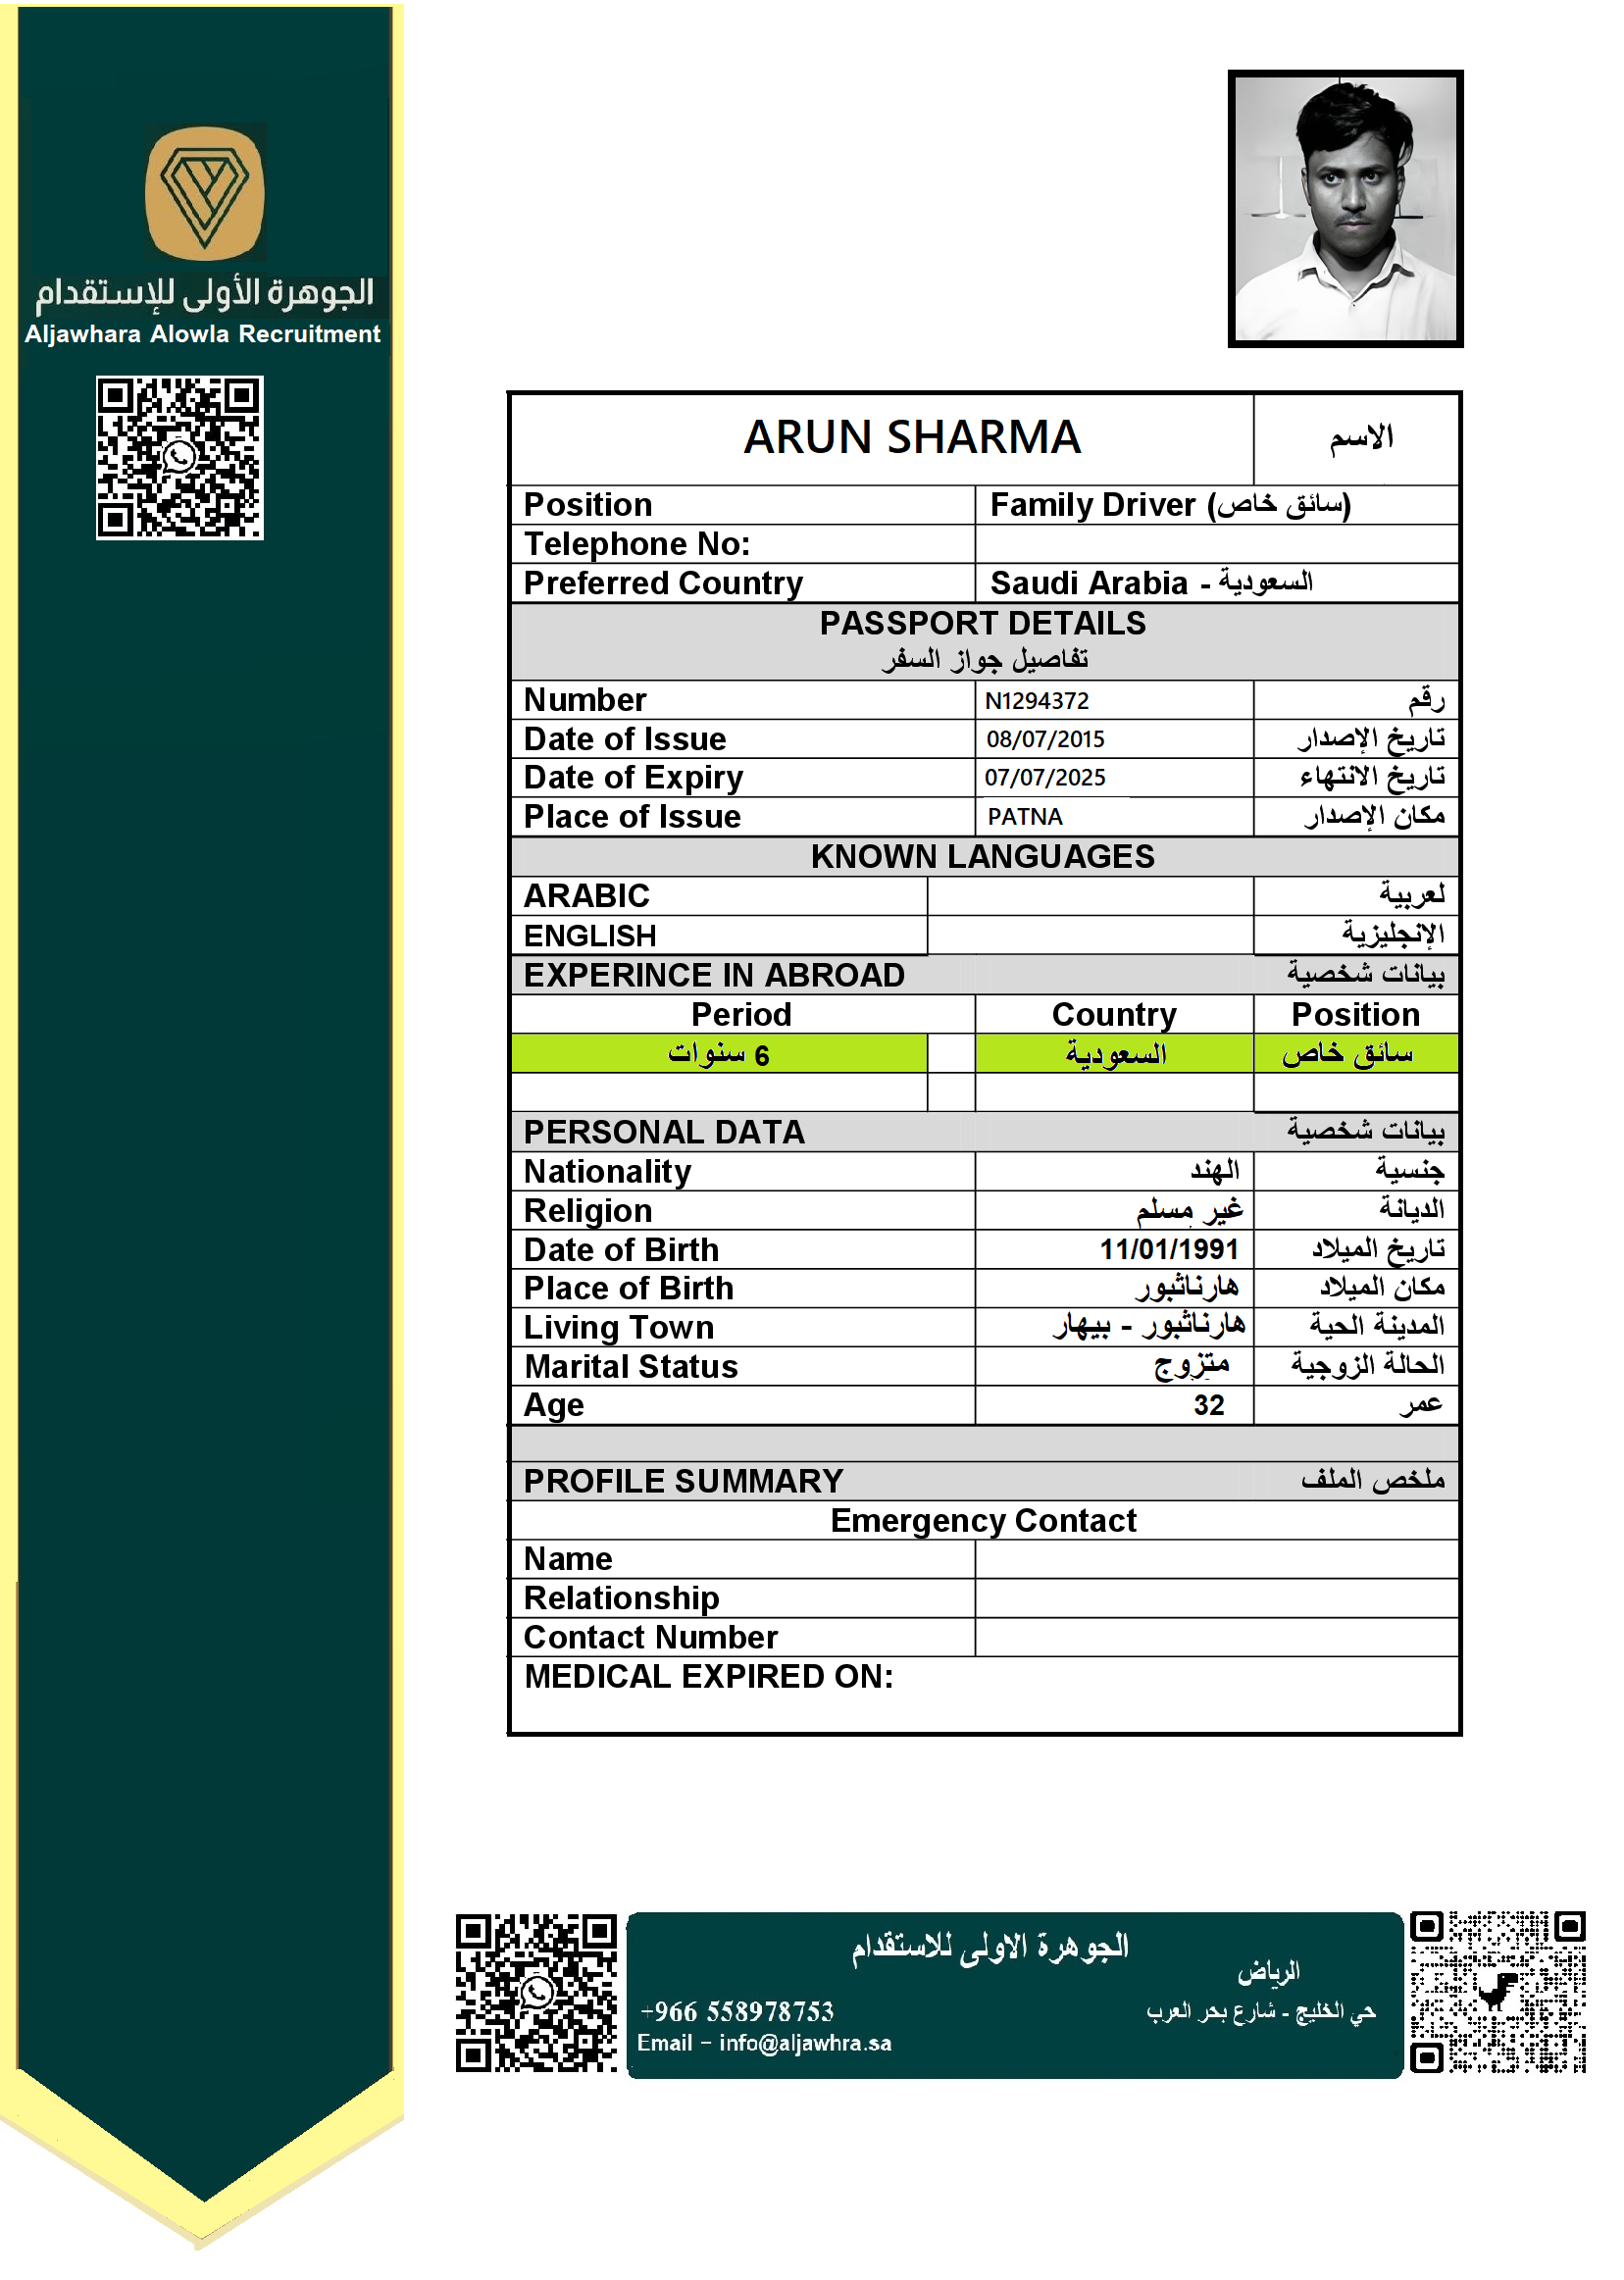 الجوهرة الأولى للإستقدام
Aljawhara Alowla Recruitment
ARUN SHARMA الاسم
Position Family Driver (سائق خاص)
Telephone No:
Preferred Country Saudi Arabia - السعودية
PASSPORT DETAILS
تفاصيل جواز السفر
Number N1294372 رقم
Date of Issue 08/07/2015 تاريخ الإصدار
Date of Expiry 07/07/2025 تاريخ الانتهاء
Place of Issue PATNA مكان الإصدار
KNOWN LANGUAGES
ARABIC لعربية
ENGLISH الإنجليزية
EXPERINCE IN ABROAD بيانات شخصية
Period Country Position
6 سنوات السعودية سائق خاص
PERSONAL DATA بيانات شخصية
Nationality الهند جنسية
Religion غير مسلم الديانة
Date of Birth 11/01/1991 تاريخ الميلاد
Place of Birth هارناثبور مكان الميلاد
Living Town هارناثبور - بيهار المدينة الحية
Marital Status متزوج الحالة الزوجية
Age 32 عمر
PROFILE SUMMARY ملخص الملف
Emergency Contact
Name
Relationship
Contact Number
MEDICAL EXPIRED ON:
الجوهرة الاولى للاستقدام
الرياض
+966 558978753 حي الخليج - شارع بحر العرب
Email - info@aljawhra.sa